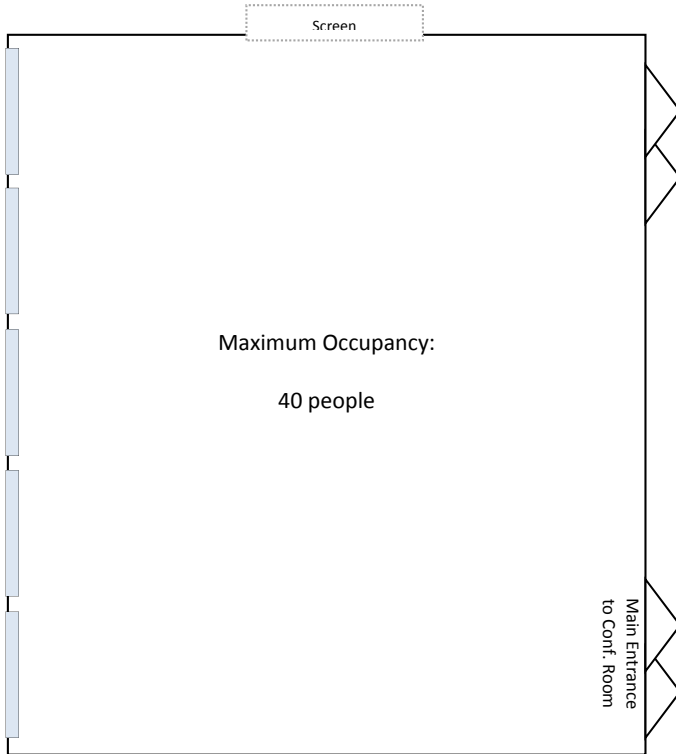 Screen
Maximum Occupancy:
40 people
Main Entrance
to Conf. Room